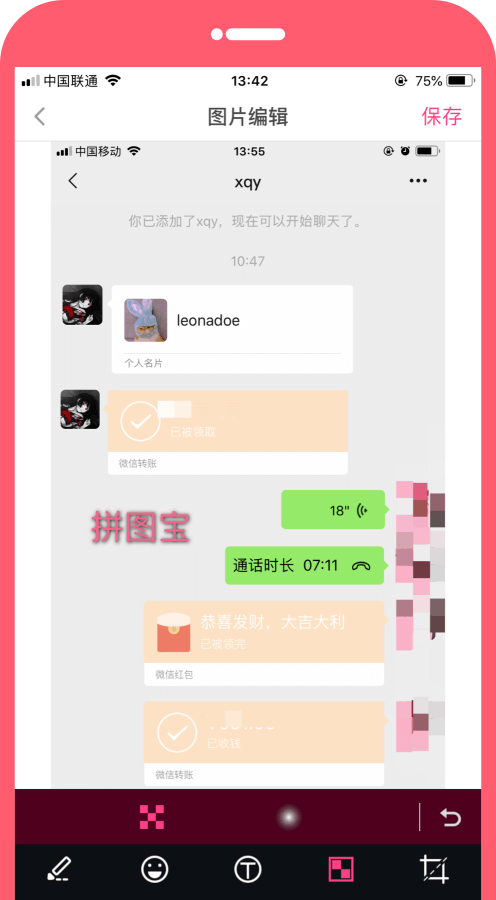 中国联通 13:42 75%
图片编辑 保存
中国移动 13:55
xqy
你已添加了xqy，现在可以开始聊天了。
10:47
leonadoe
个人名片
已被领取
微信转账
18"
拼图宝
通话时长 07:11
恭喜发财，大吉大利
已被领完
微信红包
已收钱
微信转账
T